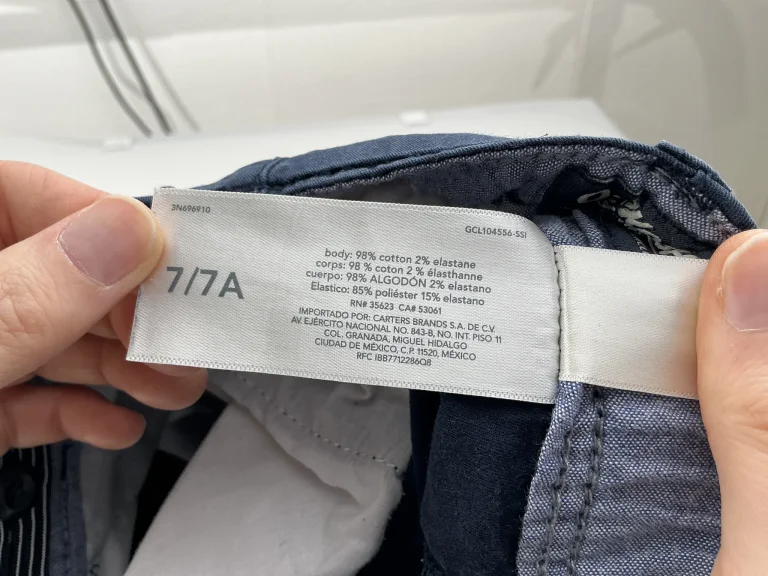 3N696910
GCL104556-SSI
7/7A
body: 98% cotton 2% elastane
corps: 98 % coton 2 % élasthanne
cuerpo: 98% ALGODÓN 2% elastano
Elastico: 85% poliéster 15% elastano
RN# 35623 CA# 53061
IMPORTADO POR: CARTERS BRANDS S.A. DE C.V.
AV. EJÉRCITO NACIONAL NO. 843-B, NO. INT. PISO 11
COL. GRANADA, MIGUEL HIDALGO
CIUDAD DE MÉXICO, C.P. 11520, MÉXICO
RFC IBB7712286Q8